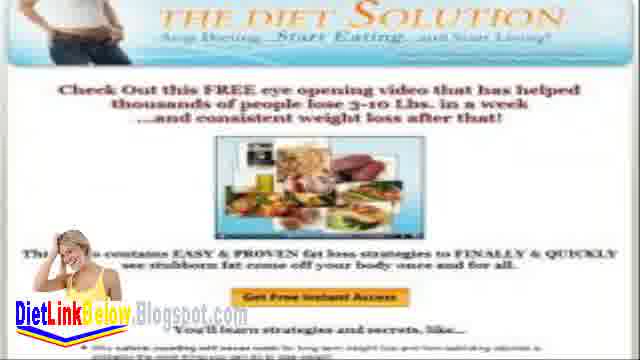 THE DIET SOLUTION
Stop Dieting...Start Eating...and Start Living!
Check Out this FREE eye opening video that has helped
thousands of people lose 3-10 Lbs. in a week
...and consistent weight loss after that!
contains EASY & PROVEN fat loss strategies to FINALLY & QUICKLY
see stubborn fat come off your body once and for all.
Get Free Instant Access
DietLinkBelow.Blogspot.com
You'll learn strategies and secrets, like...